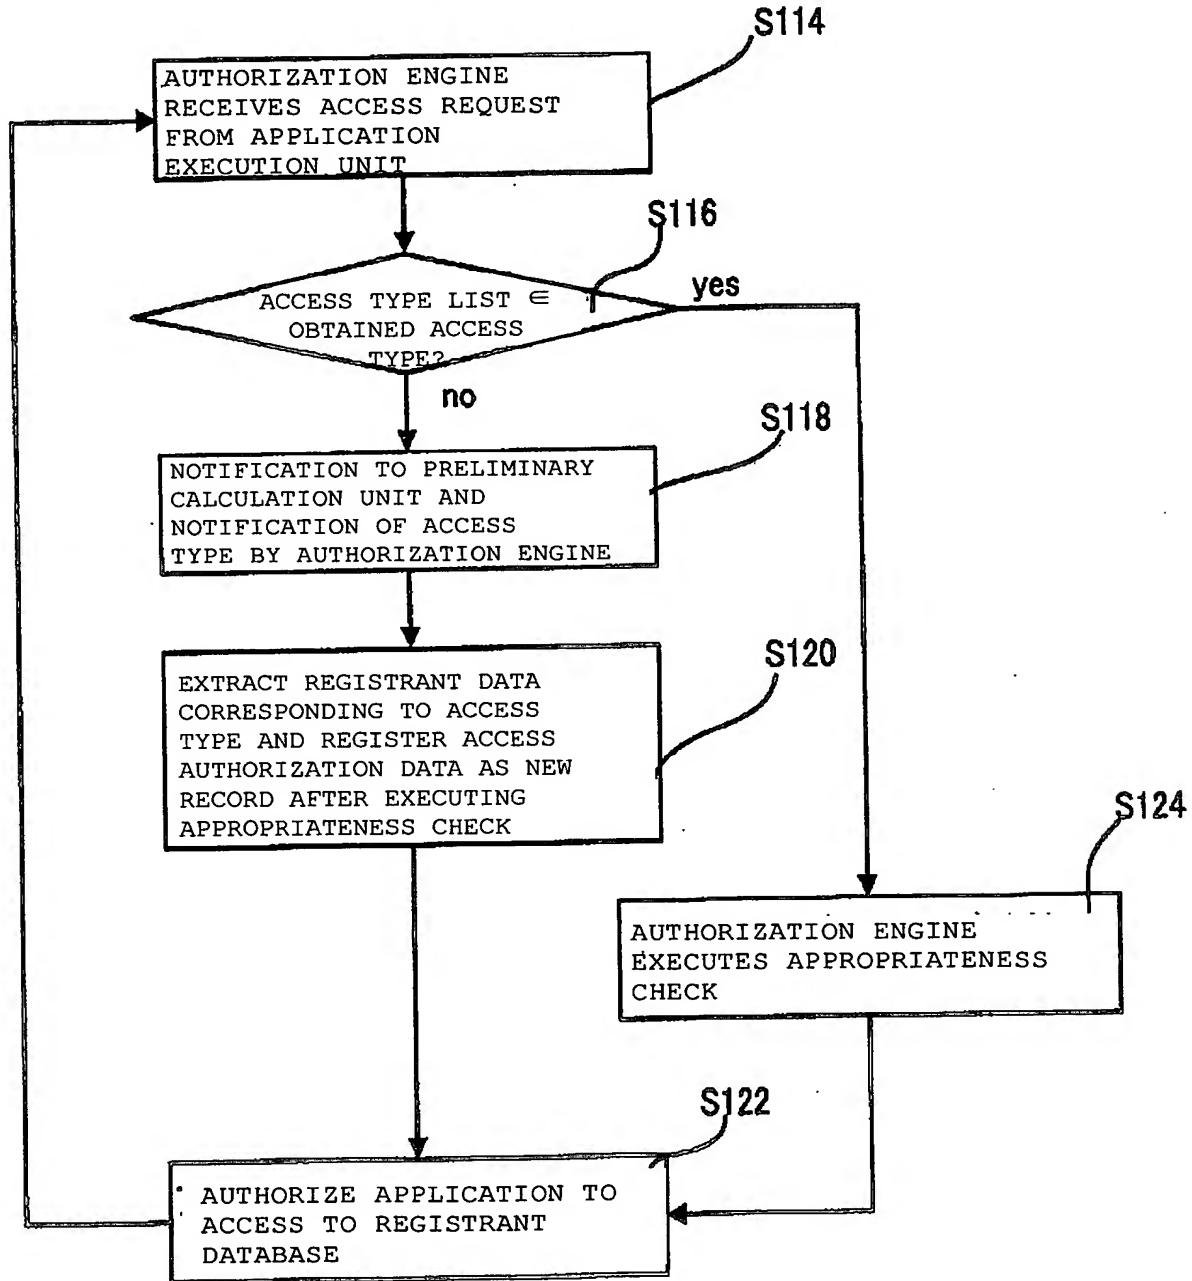 S114
AUTHORIZATION ENGINE
RECEIVES ACCESS REQUEST
FROM APPLICATION
EXECUTION UNIT
S116
ACCESS TYPE LIST ∈
OBTAINED ACCESS
TYPE?
yes
no
S118
NOTIFICATION TO PRELIMINARY
CALCULATION UNIT AND
NOTIFICATION OF ACCESS
TYPE BY AUTHORIZATION ENGINE
S120
EXTRACT REGISTRANT DATA
CORRESPONDING TO ACCESS
TYPE AND REGISTER ACCESS
AUTHORIZATION DATA AS NEW
RECORD AFTER EXECUTING
APPROPRIATENESS CHECK
S124
AUTHORIZATION ENGINE
EXECUTES APPROPRIATENESS
CHECK
S122
AUTHORIZE APPLICATION TO
ACCESS TO REGISTRANT
DATABASE